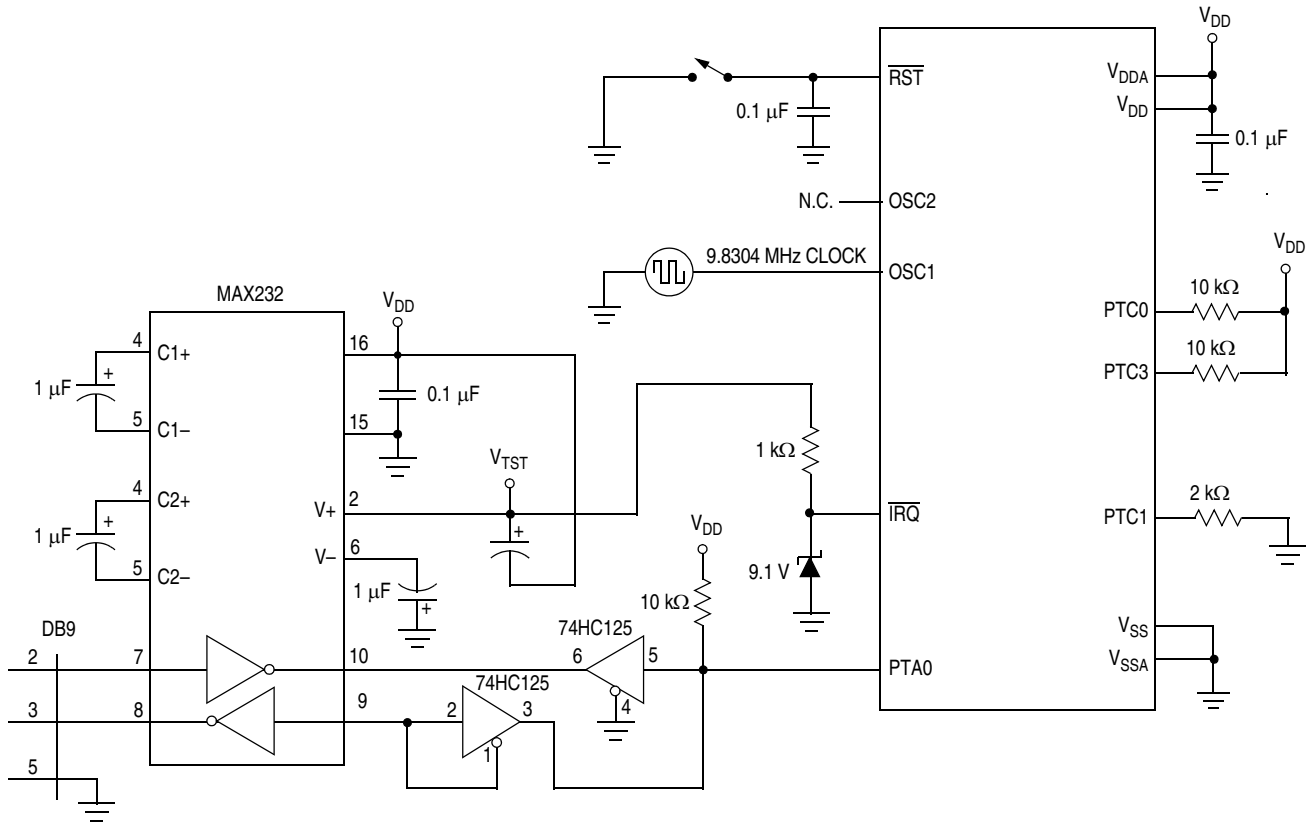 V_DD
R̅S̅T̅
V_DDA
V_DD
0.1 µF
0.1 µF
N.C.
OSC2
V_DD
9.8304 MHz CLOCK
OSC1
MAX232
V_DD
10 kΩ
PTC0
4
C1+
16
10 kΩ
PTC3
1 µF
+
0.1 µF
5
C1–
15
1 kΩ
V_TST
4
C2+
2
V+
I̅R̅Q̅
PTC1
2 kΩ
1 µF
+
+
V_DD
6
V–
5
C2–
9.1 V
1 µF
+
10 kΩ
DB9
74HC125
V_SS
2
7
10
6
5
PTA0
V_SSA
74HC125
4
3
8
9
2
3
1
5